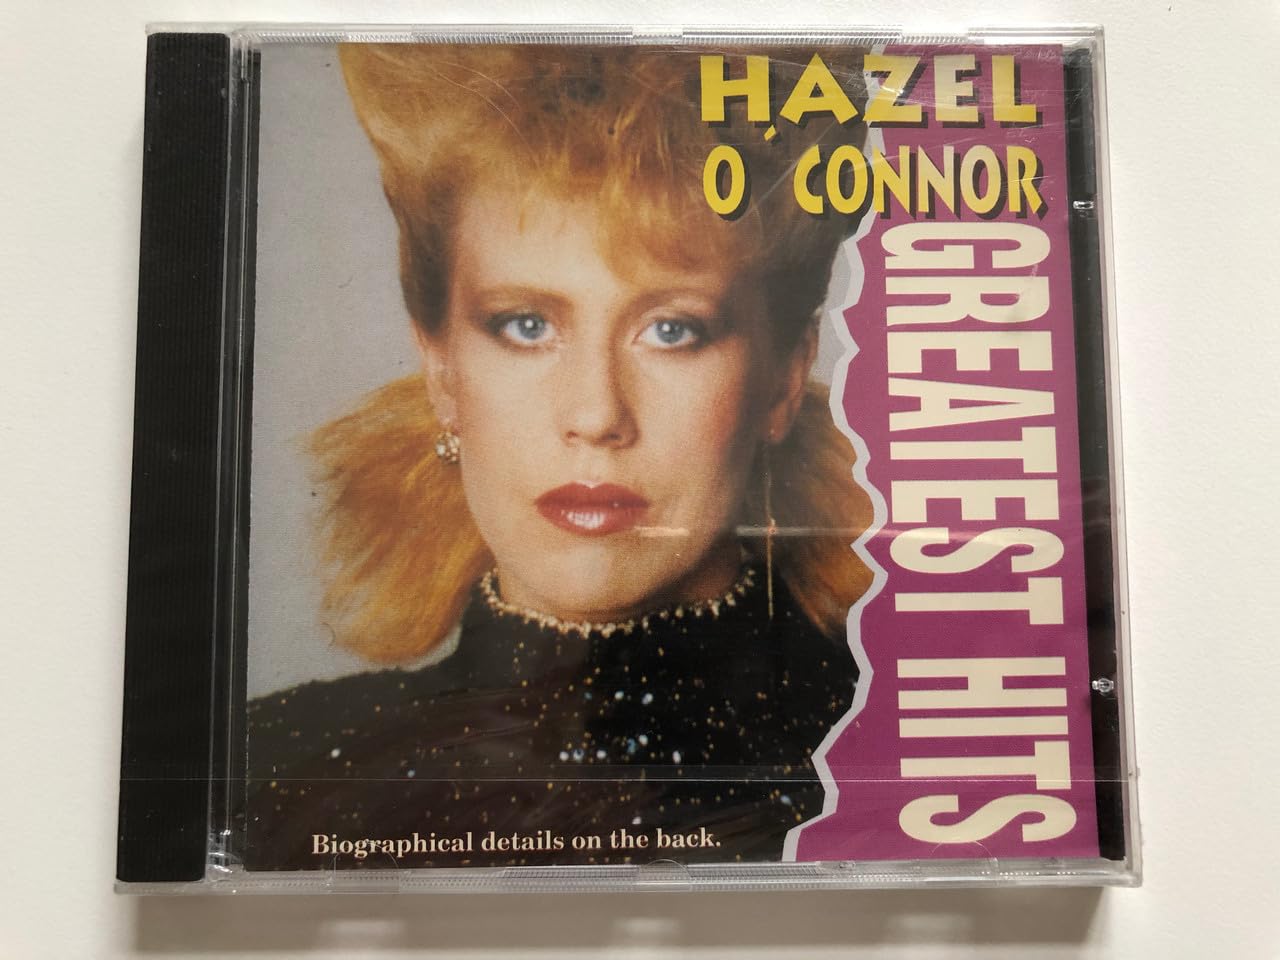 HAZEL
O'CONNOR
GREATEST HITS
Biographical details on the back.